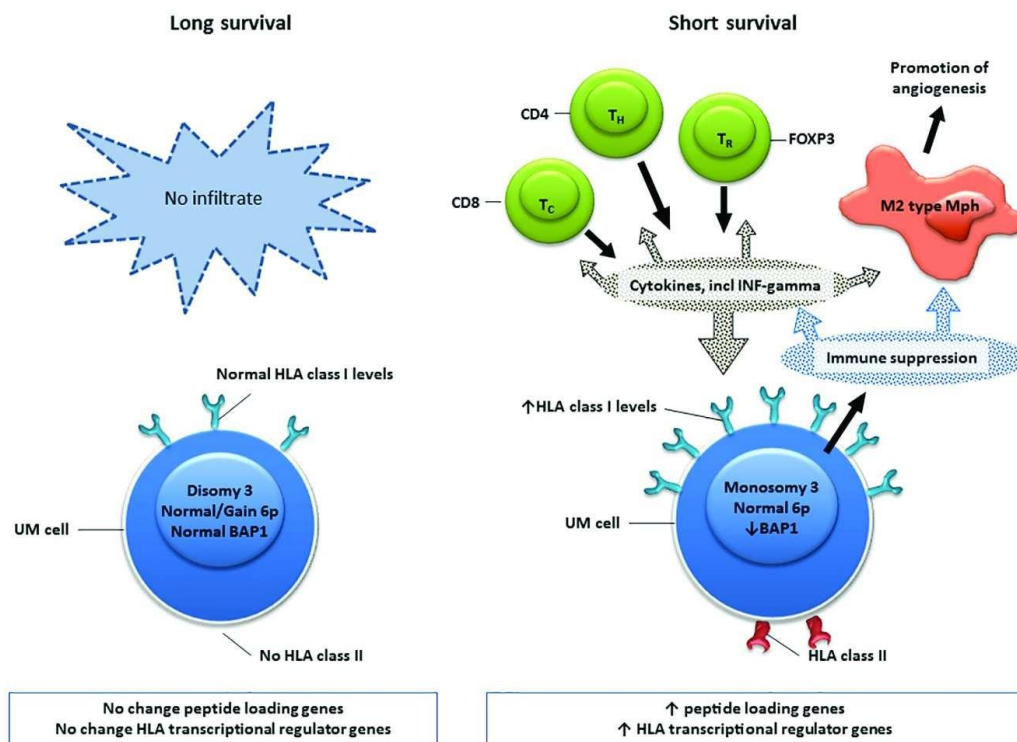 Long survival
No infiltrate
Normal HLA class I levels
Disomy 3
Normal/Gain 6p
Normal BAP1
UM cell
No HLA class II
No change peptide loading genes
No change HLA transcriptional regulator genes
Short survival
Promotion of
angiogenesis
CD4
TH
TR
FOXP3
CD8
TC
M2 type Mph
Cytokines, incl INF-gamma
Immune suppression
↑HLA class I levels
Monosomy 3
Normal 6p
↓BAP1
UM cell
HLA class II
↑ peptide loading genes
↑ HLA transcriptional regulator genes